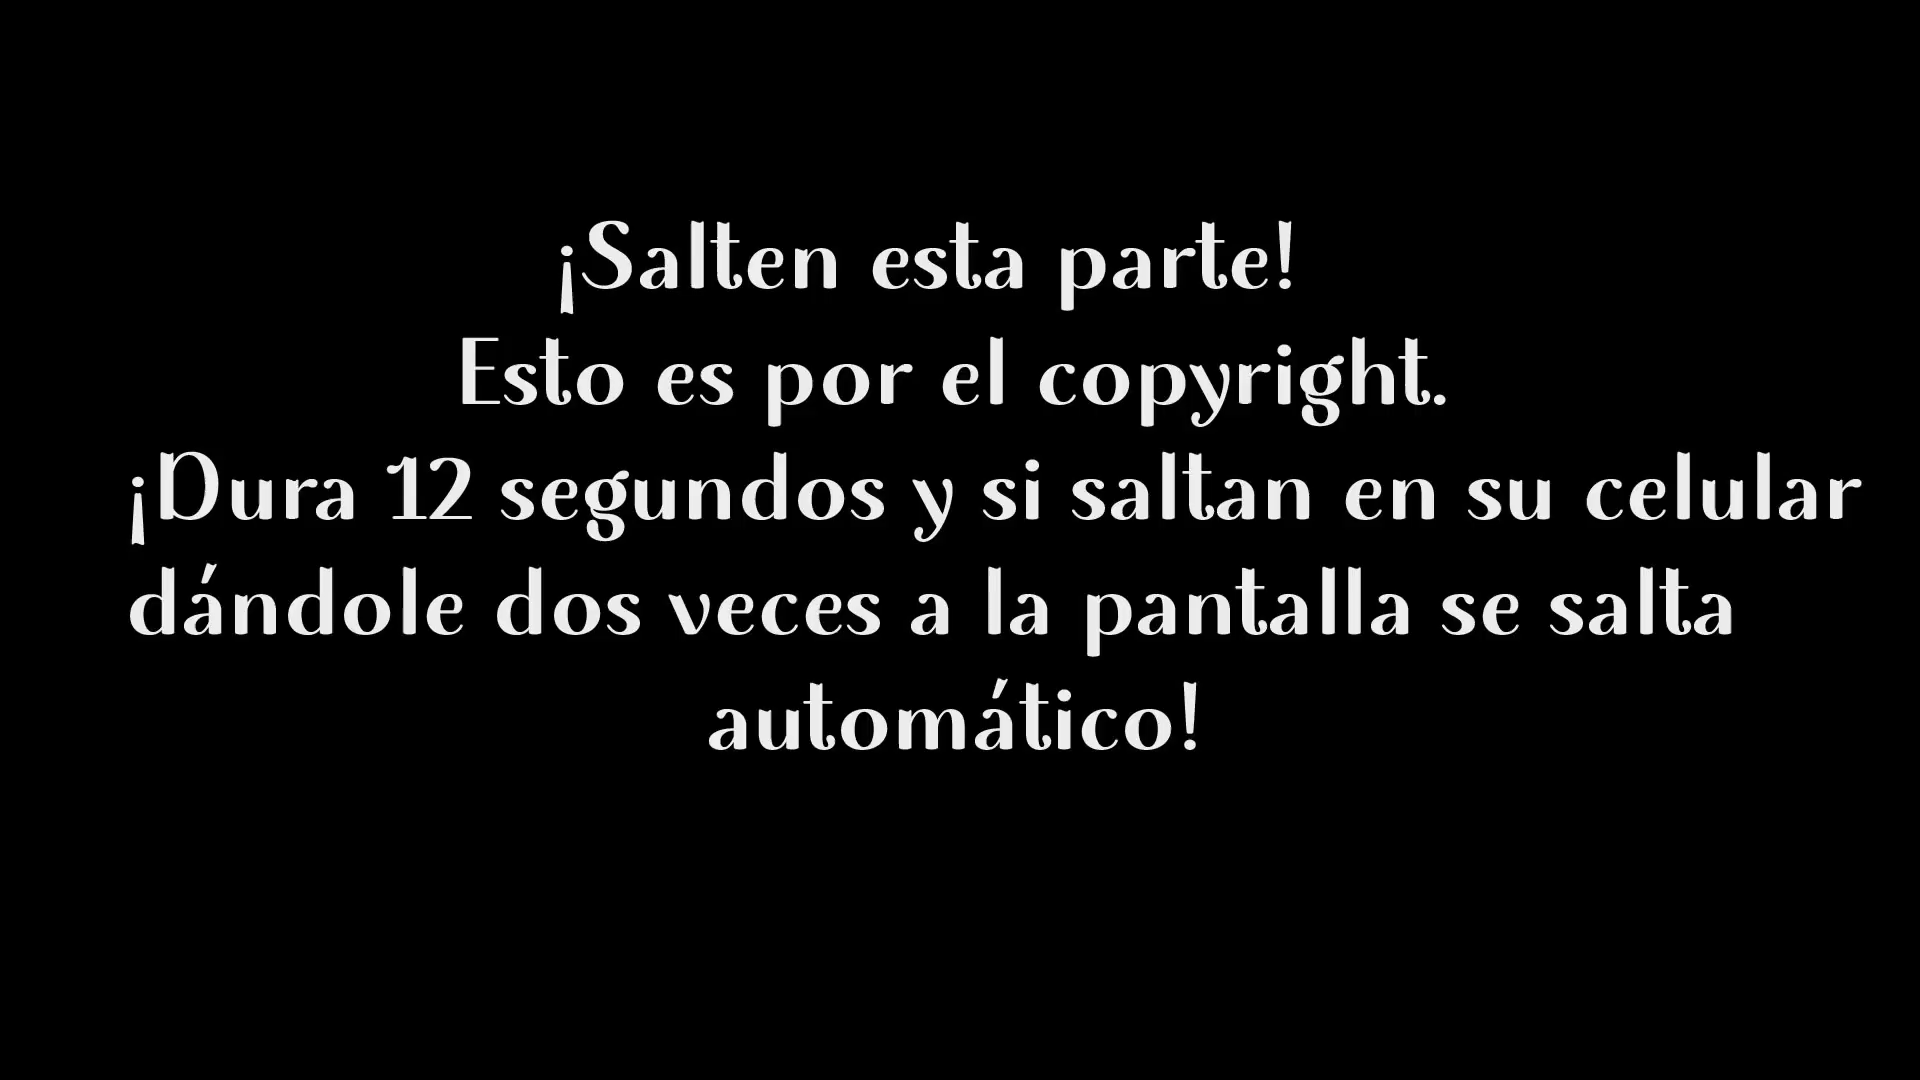 ¡Salten esta parte!
Esto es por el copyright.
¡Dura 12 segundos y si saltan en su celular
dándole dos veces a la pantalla se salta
automático!